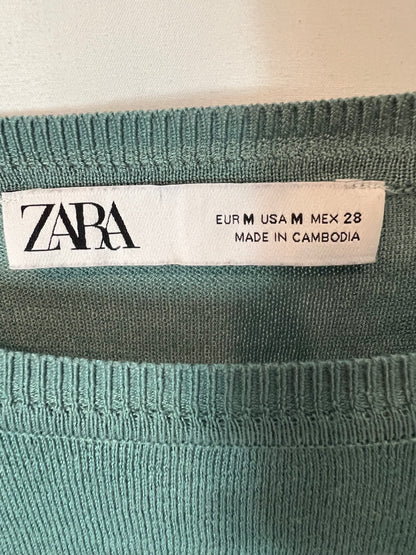 ZARA
EUR M USA M MEX 28
MADE IN CAMBODIA